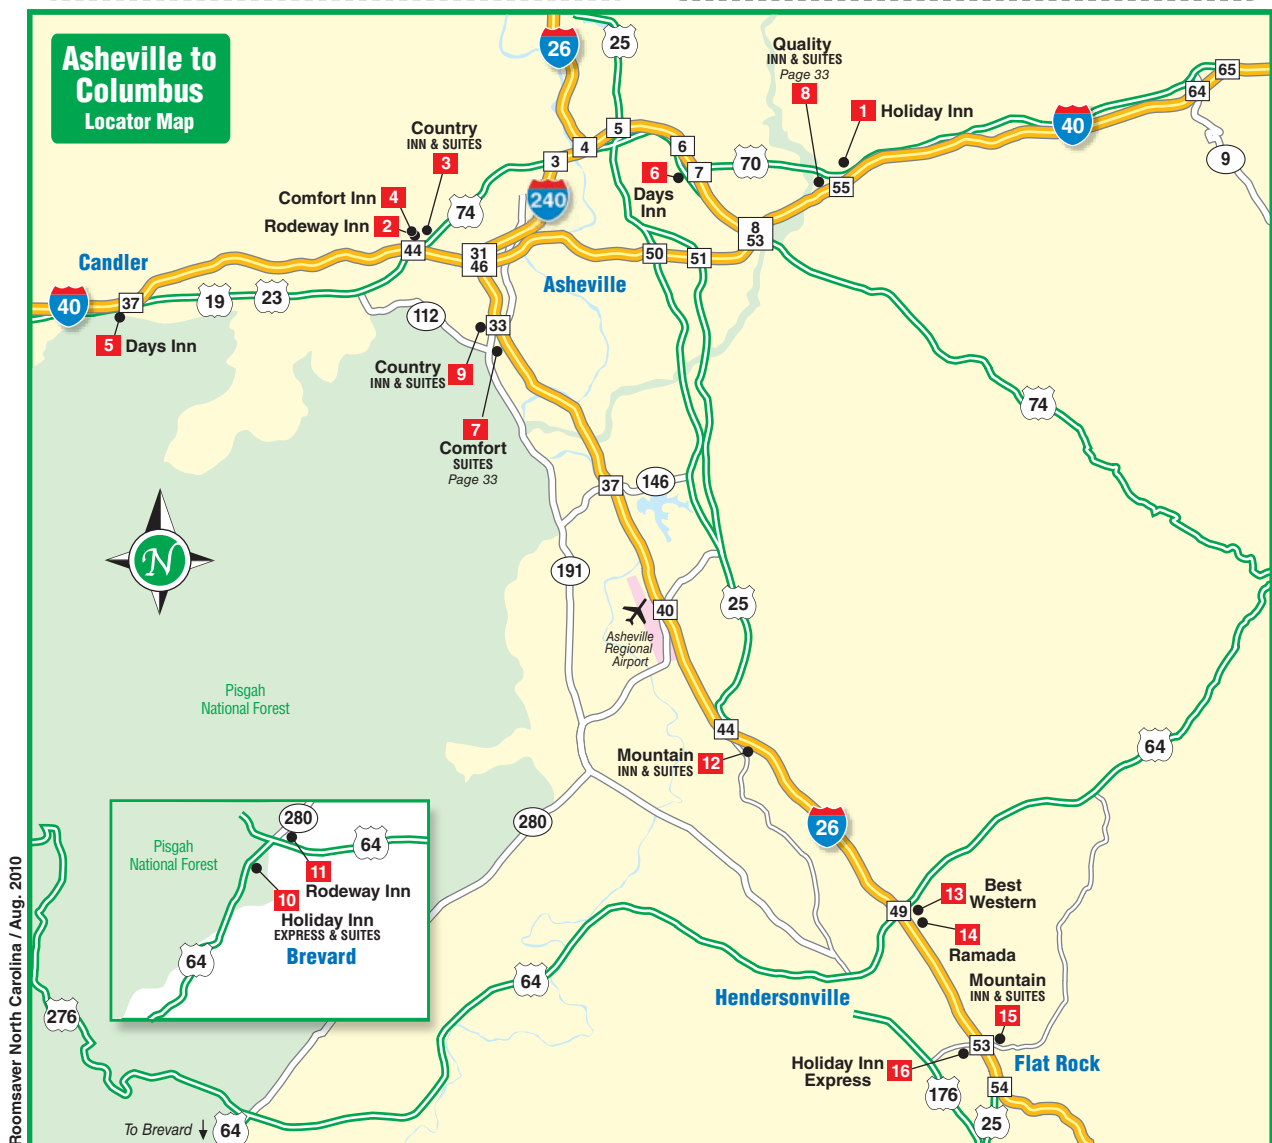 Asheville to
Columbus
Locator Map
26
25
Quality
INN & SUITES
Page 33
8
1 Holiday Inn
40
65
64
9
Country
INN & SUITES
3
5
4
3
6
7
70
55
6
Days
Inn
240
Comfort Inn 4
Rodeway Inn 2
74
44
31
46
8
53
50
51
Candler
Asheville
40
37
19
23
112
33
5 Days Inn
Country
INN & SUITES
9
7
Comfort
SUITES
Page 33
74
37
146
N
191
40
25
Asheville
Regional
Airport
Pisgah
National Forest
44
Mountain
INN & SUITES
12
64
26
280
Pisgah
National Forest
280
64
11
Rodeway Inn
10
Holiday Inn
EXPRESS & SUITES
Brevard
64
13
Best
Western
49
14
Ramada
64
Hendersonville
Mountain
INN & SUITES
15
276
53
Holiday Inn
Express
16
Flat Rock
54
176
25
To Brevard
64
Roomsaver North Carolina / Aug. 2010